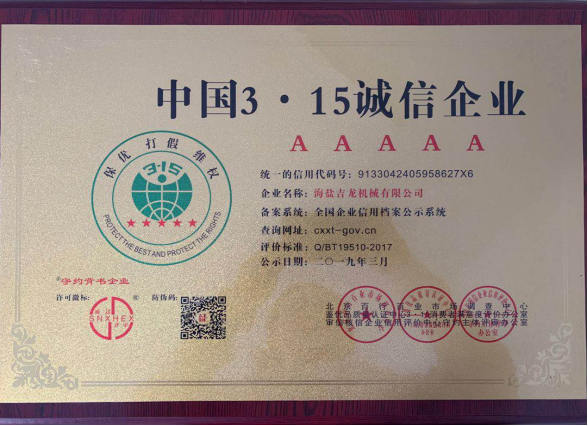 中国3·15诚信企业
AAAAA
保优 打假 维权
3·15
PROTECT THE BEST AND PROTECT THE RIGHTS
统一的信用代码号：9133042405958627X6
企业名称：海盐吉龙机械有限公司
备案系统：全国企业信用档案公示系统
查询网址：cxxt-gov.cn
评价标准：Q/BT19510-2017
公示日期：二〇一九年三月
守约背书企业
许可徽标：
®
防伪码：
SNXHEX